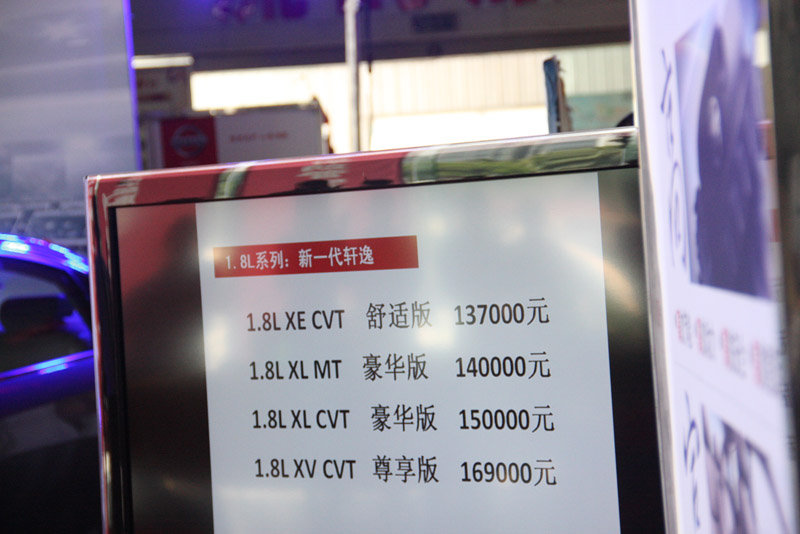 1.8L系列：新一代轩逸
1.8L XE CVT 舒适版 137000元
1.8L XL MT 豪华版 140000元
1.8L XL CVT 豪华版 150000元
1.8L XV CVT 尊享版 169000元